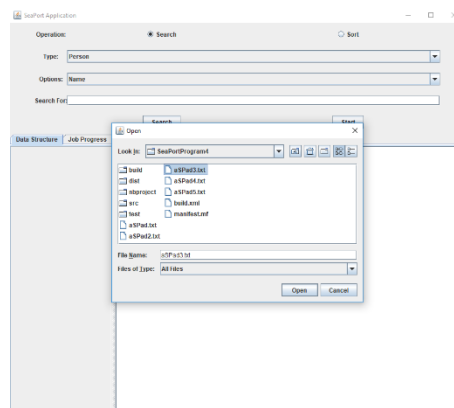 SeaPort Application
Operation: Search Sort
Type: Person
Options: Name
Search For:
Search Start
Data Structure Job Progress
Open
Look In: SeaPortProgram4
build aSPad3.txt
dist aSPad4.txt
nbproject aSPad5.txt
src build.xml
test manifest.mf
aSPad.txt
aSPad2.txt
File Name: aSPad3.txt
Files of Type: All Files
Open Cancel